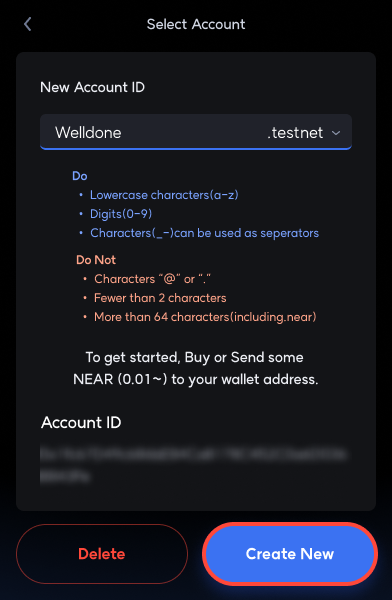 Select Account
New Account ID
Welldone .testnet
Do
• Lowercase characters(a-z)
• Digits(0-9)
• Characters(_-)can be used as seperators
Do Not
• Characters "@" or "."
• Fewer than 2 characters
• More than 64 characters(including.near)
To get started, Buy or Send some
NEAR (0.01~) to your wallet address.
Account ID
Delete Create New